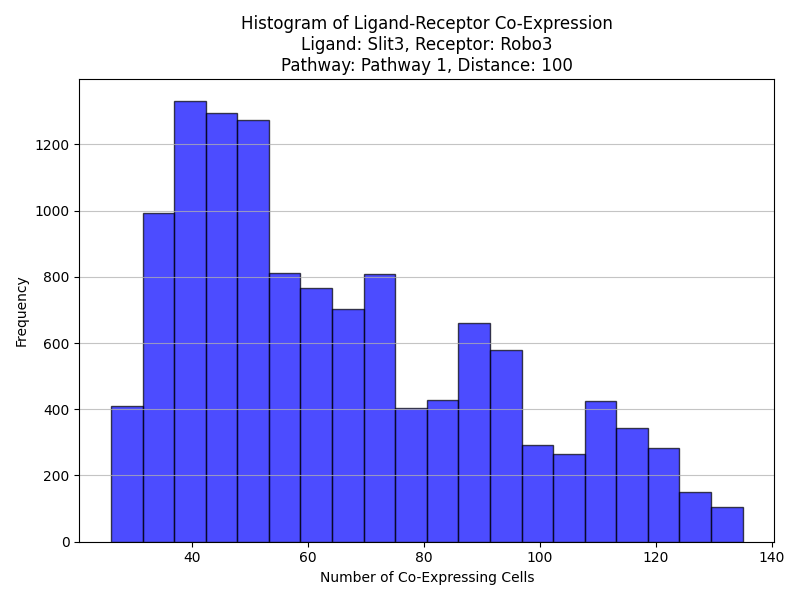 Histogram of Ligand-Receptor Co-Expression
Ligand: Slit3, Receptor: Robo3
Pathway: Pathway 1, Distance: 100
Frequency
1200
1000
800
600
400
200
0
40 60 80 100 120 140
Number of Co-Expressing Cells